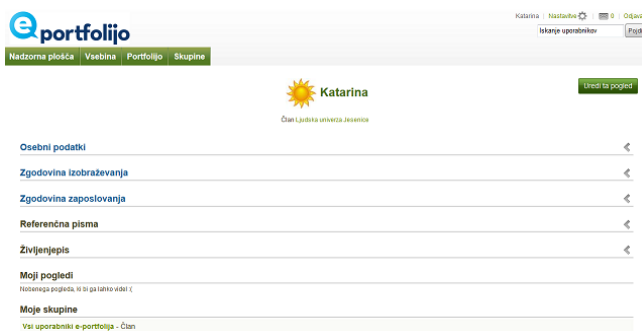 Katarina | Nastavitve | 0 | Odjava
eportfolijo
Iskanje uporabnikov Pojdi
Nadzorna plošča Vsebina Portfolijo Skupine
Katarina
Uredi ta pogled
Član Ljudska univerza Jesenice
Osebni podatki
Zgodovina izobraževanja
Zgodovina zaposlovanja
Referenčna pisma
Življenjepis
Moji pogledi
Nobenega pogleda, ki bi ga lahko videl :(
Moje skupine
Vsi uporabniki e-portfolija - Član